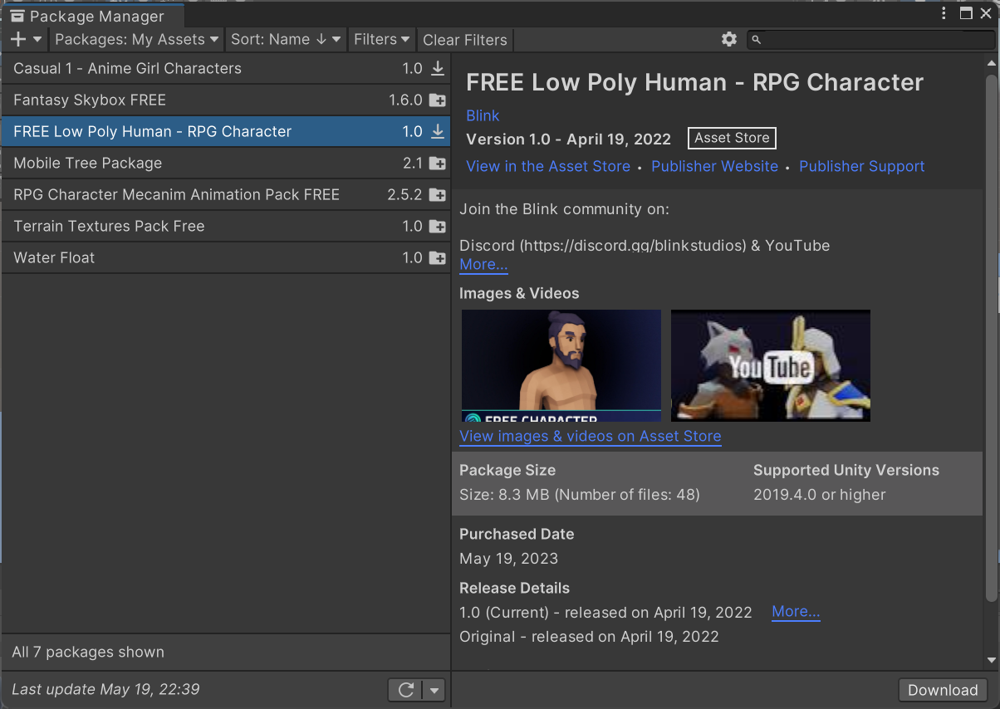 Package Manager
Packages: My Assets Sort: Name ↓ Filters Clear Filters
Casual 1 - Anime Girl Characters 1.0
Fantasy Skybox FREE 1.6.0
FREE Low Poly Human - RPG Character 1.0
Mobile Tree Package 2.1
RPG Character Mecanim Animation Pack FREE 2.5.2
Terrain Textures Pack Free 1.0
Water Float 1.0
All 7 packages shown
Last update May 19, 22:39
FREE Low Poly Human - RPG Character
Blink
Version 1.0 - April 19, 2022 Asset Store
View in the Asset Store • Publisher Website • Publisher Support
Join the Blink community on:
Discord (https://discord.gg/blinkstudios) & YouTube
More...
Images & Videos
FREE CHARACTER
YouTube
View images & videos on Asset Store
Package Size Supported Unity Versions
Size: 8.3 MB (Number of files: 48) 2019.4.0 or higher
Purchased Date
May 19, 2023
Release Details
1.0 (Current) - released on April 19, 2022 More...
Original - released on April 19, 2022
Download